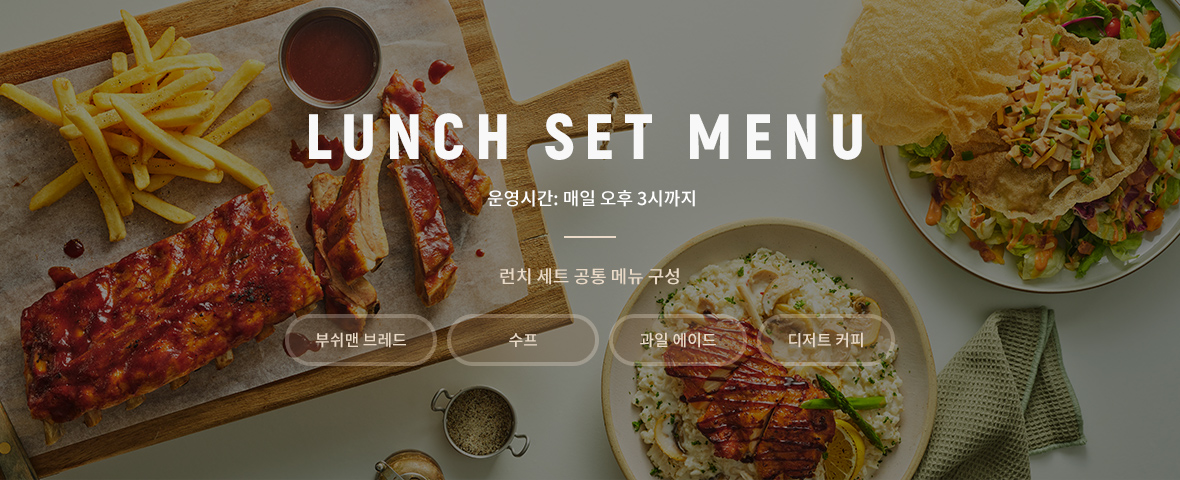 LUNCH SET MENU
운영시간: 매일 오후 3시까지
런치 세트 공통 메뉴 구성
부쉬맨 브레드 수프 과일 에이드 디저트 커피